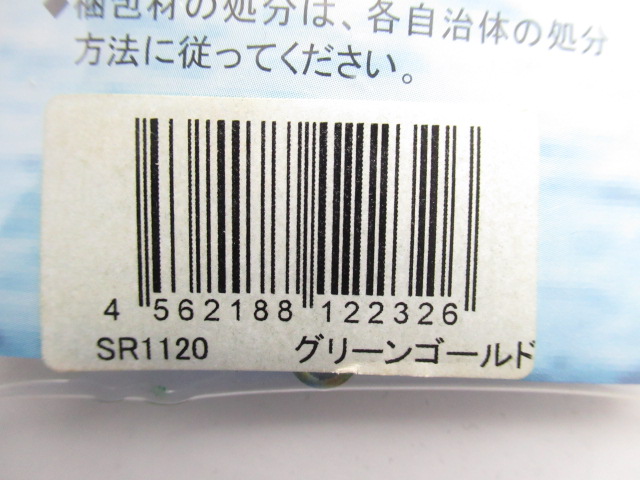 ◆梱包材の処分は、各自治体の処分
方法に従ってください。
4 562188 122326
SR1120 グリーンゴールド